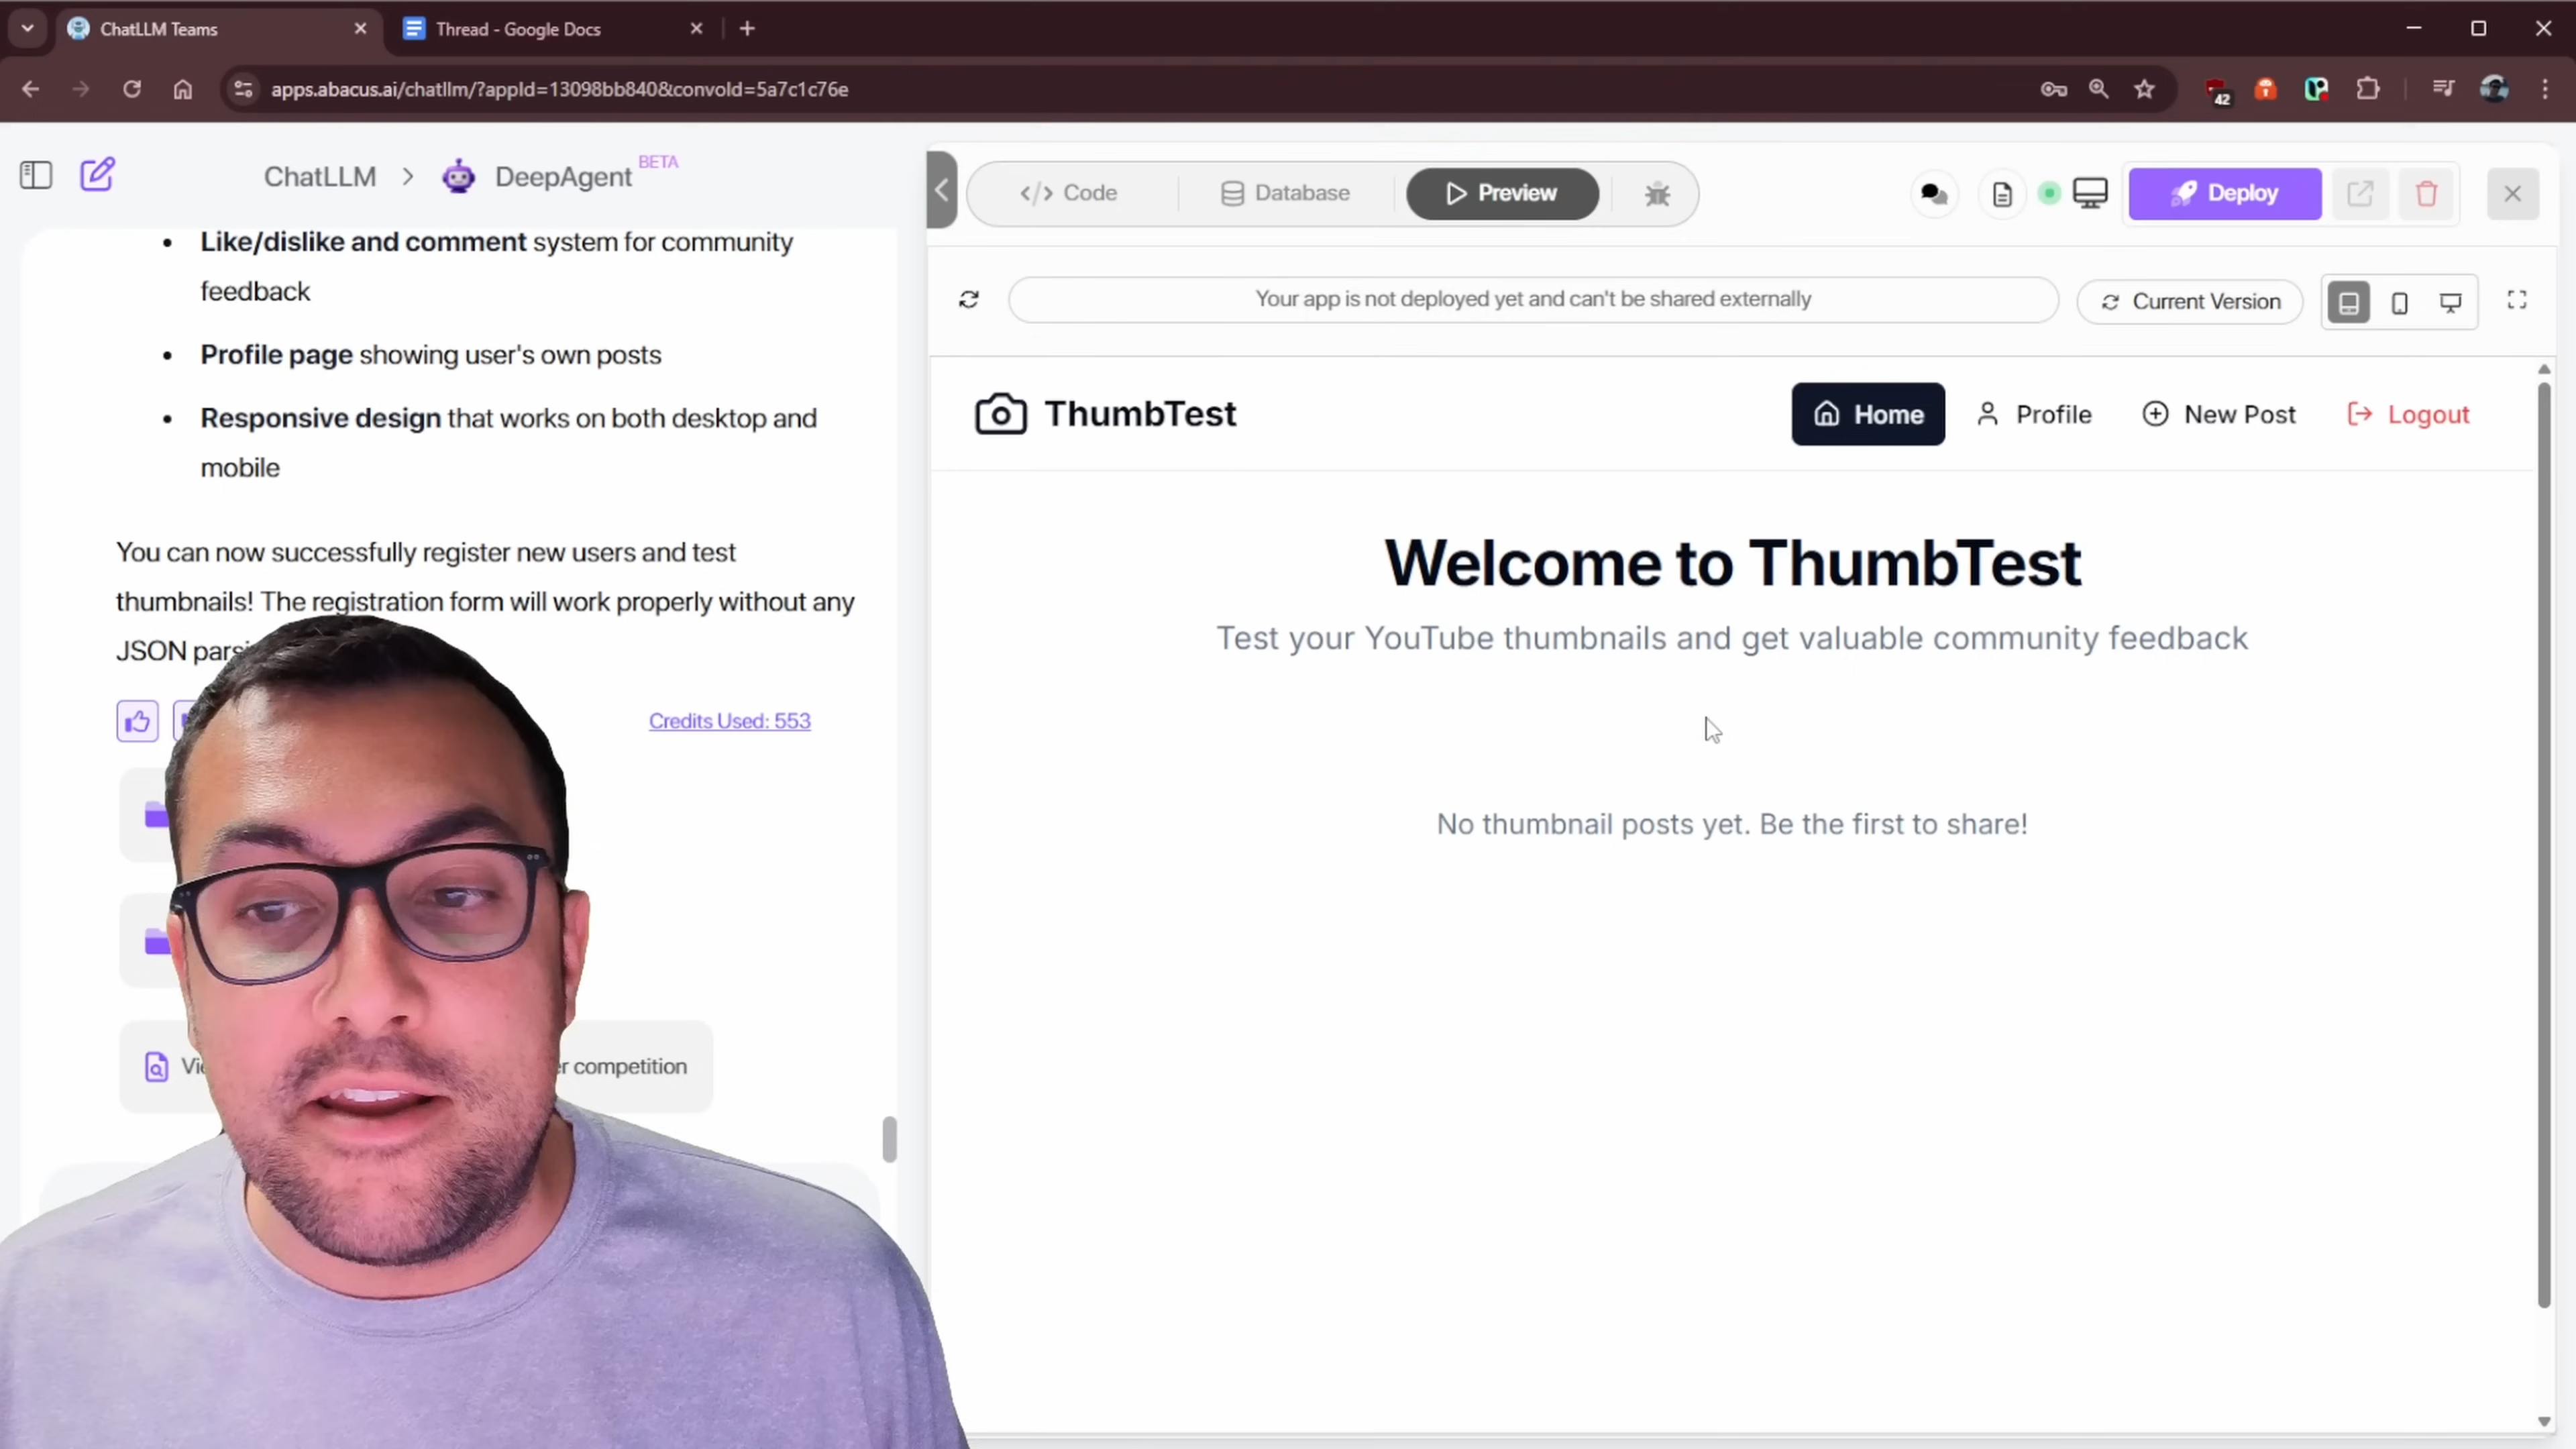 ChatLLM Teams
Thread - Google Docs
apps.abacus.ai/chatllm/?appId=13098bb840&convoId=5a7c1c76e
42
ChatLLM > DeepAgent BETA
Like/dislike and comment system for community
feedback
Profile page showing user's own posts
Responsive design that works on both desktop and
mobile
You can now successfully register new users and test
thumbnails! The registration form will work properly without any
JSON
Credits Used: 553
competition
Code
Database
Preview
Deploy
Your app is not deployed yet and can't be shared externally
Current Version
ThumbTest
Home
Profile
New Post
Logout
Welcome to ThumbTest
Test your YouTube thumbnails and get valuable community feedback
No thumbnail posts yet. Be the first to share!